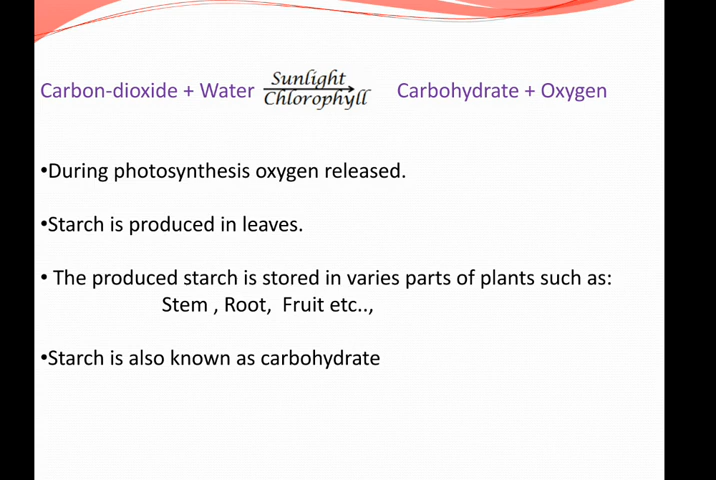 Carbon-dioxide + Water Sunlight Chlorophyll Carbohydrate + Oxygen
•During photosynthesis oxygen released.
•Starch is produced in leaves.
• The produced starch is stored in varies parts of plants such as:
Stem , Root, Fruit etc..,
•Starch is also known as carbohydrate